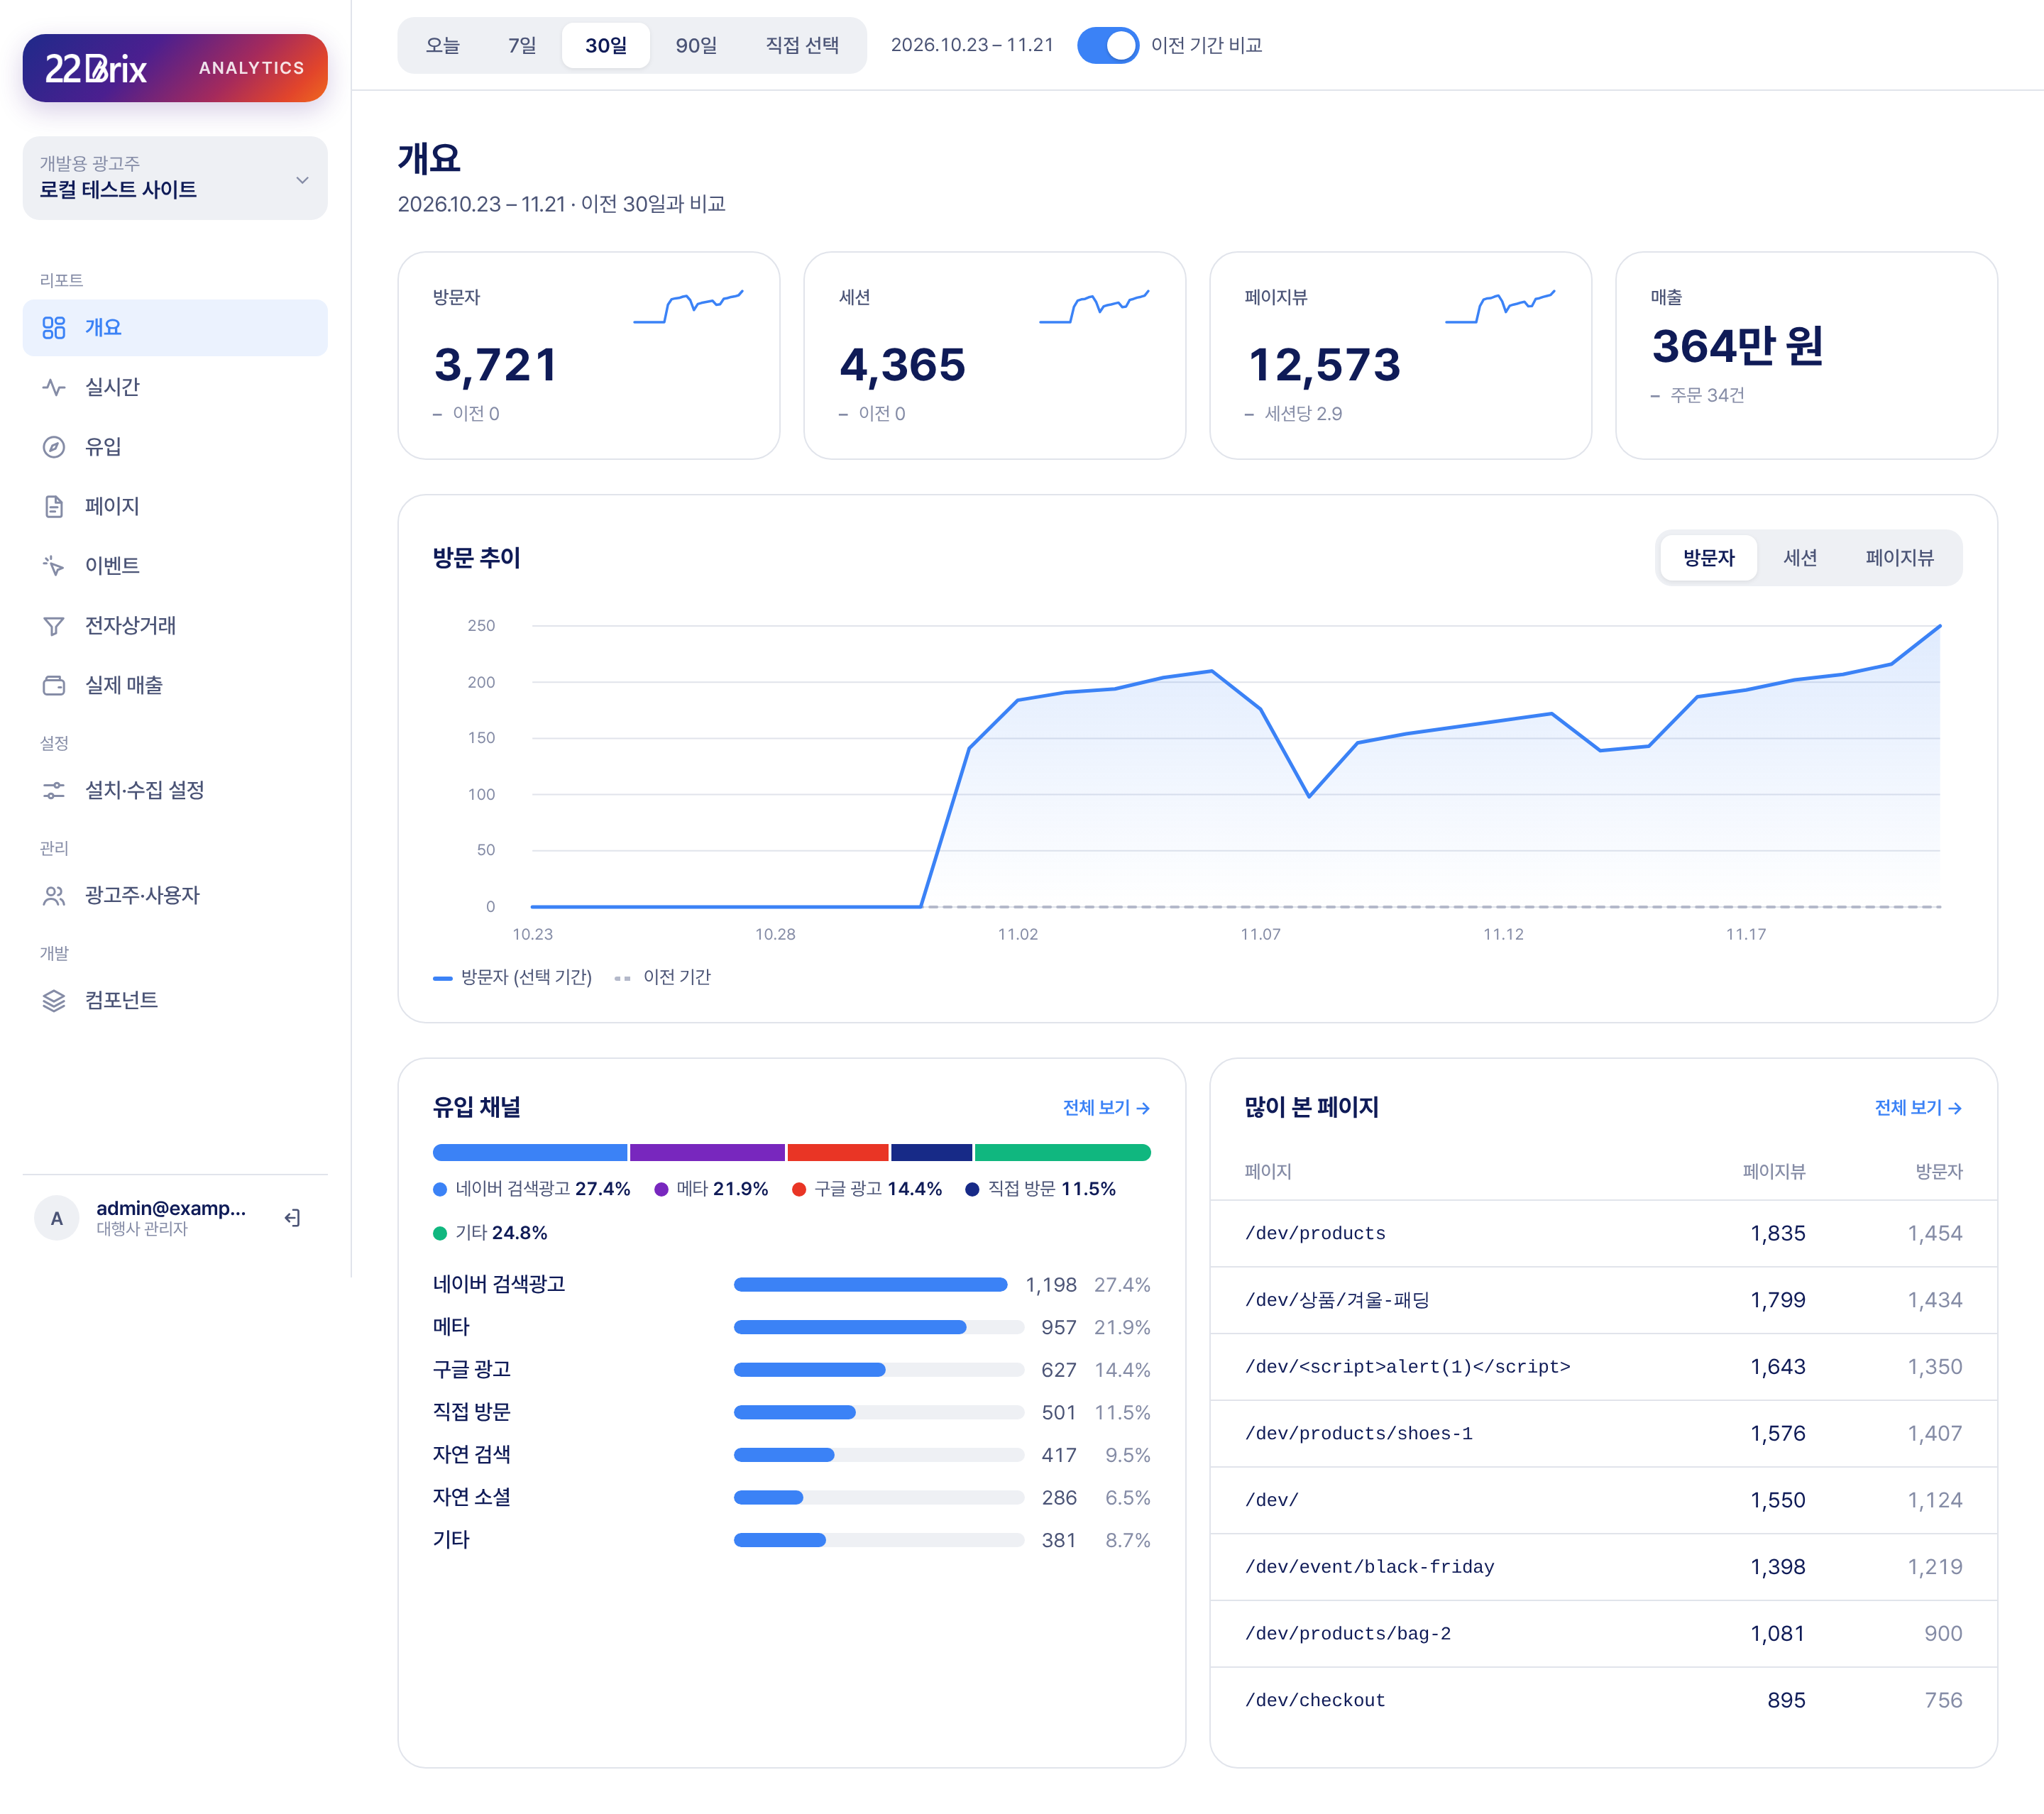 22Brix ANALYTICS
개발용 광고주
로컬 테스트 사이트
리포트
개요
실시간
유입
페이지
이벤트
전자상거래
실제 매출
설정
설치·수집 설정
관리
광고주·사용자
개발
컴포넌트
A
admin@examp...
대행사 관리자
오늘 7일 30일 90일 직접 선택 2026.10.23 – 11.21 이전 기간 비교
개요
2026.10.23 – 11.21 · 이전 30일과 비교
방문자
3,721
– 이전 0
세션
4,365
– 이전 0
페이지뷰
12,573
– 세션당 2.9
매출
364만 원
– 주문 34건
방문 추이
방문자 세션 페이지뷰
250
200
150
100
50
0
10.23 10.28 11.02 11.07 11.12 11.17
방문자 (선택 기간) 이전 기간
유입 채널 전체 보기 →
네이버 검색광고 27.4% 메타 21.9% 구글 광고 14.4% 직접 방문 11.5%
기타 24.8%
네이버 검색광고 1,198 27.4%
메타 957 21.9%
구글 광고 627 14.4%
직접 방문 501 11.5%
자연 검색 417 9.5%
자연 소셜 286 6.5%
기타 381 8.7%
많이 본 페이지 전체 보기 →
페이지 페이지뷰 방문자
/dev/products 1,835 1,454
/dev/상품/겨울-패딩 1,799 1,434
/dev/<script>alert(1)</script> 1,643 1,350
/dev/products/shoes-1 1,576 1,407
/dev/ 1,550 1,124
/dev/event/black-friday 1,398 1,219
/dev/products/bag-2 1,081 900
/dev/checkout 895 756